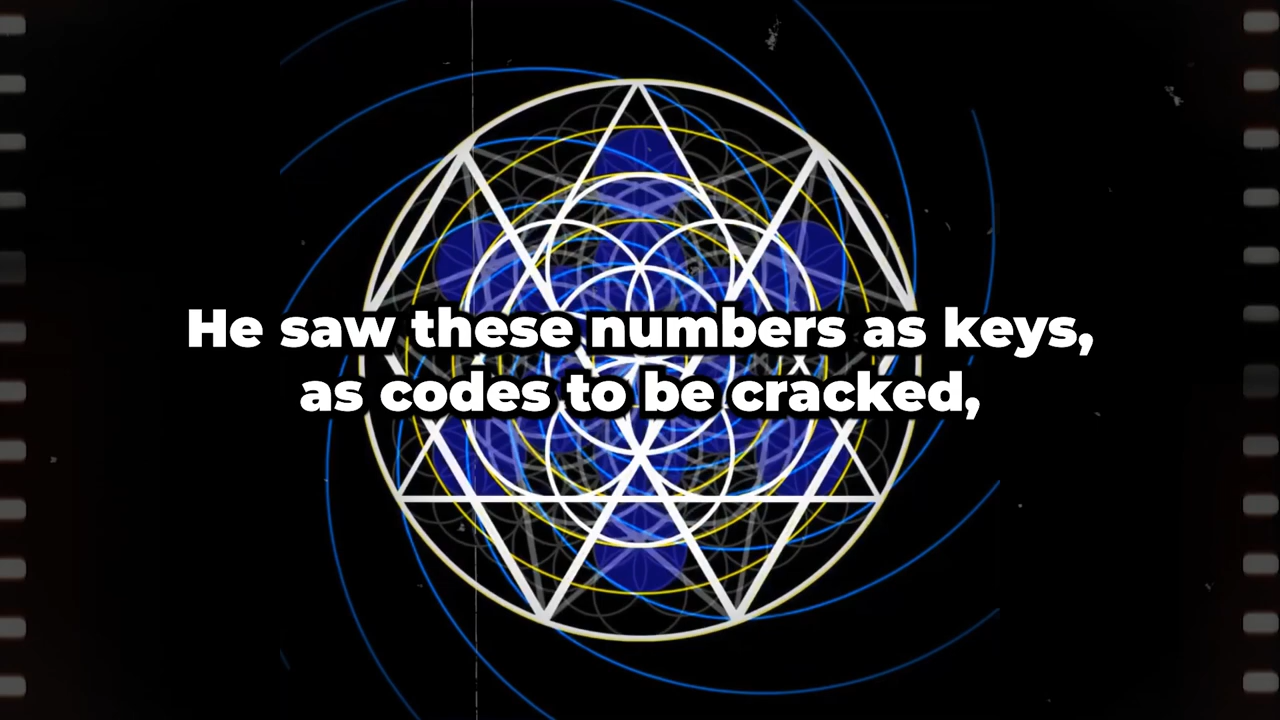 He saw these numbers as keys,
as codes to be cracked,